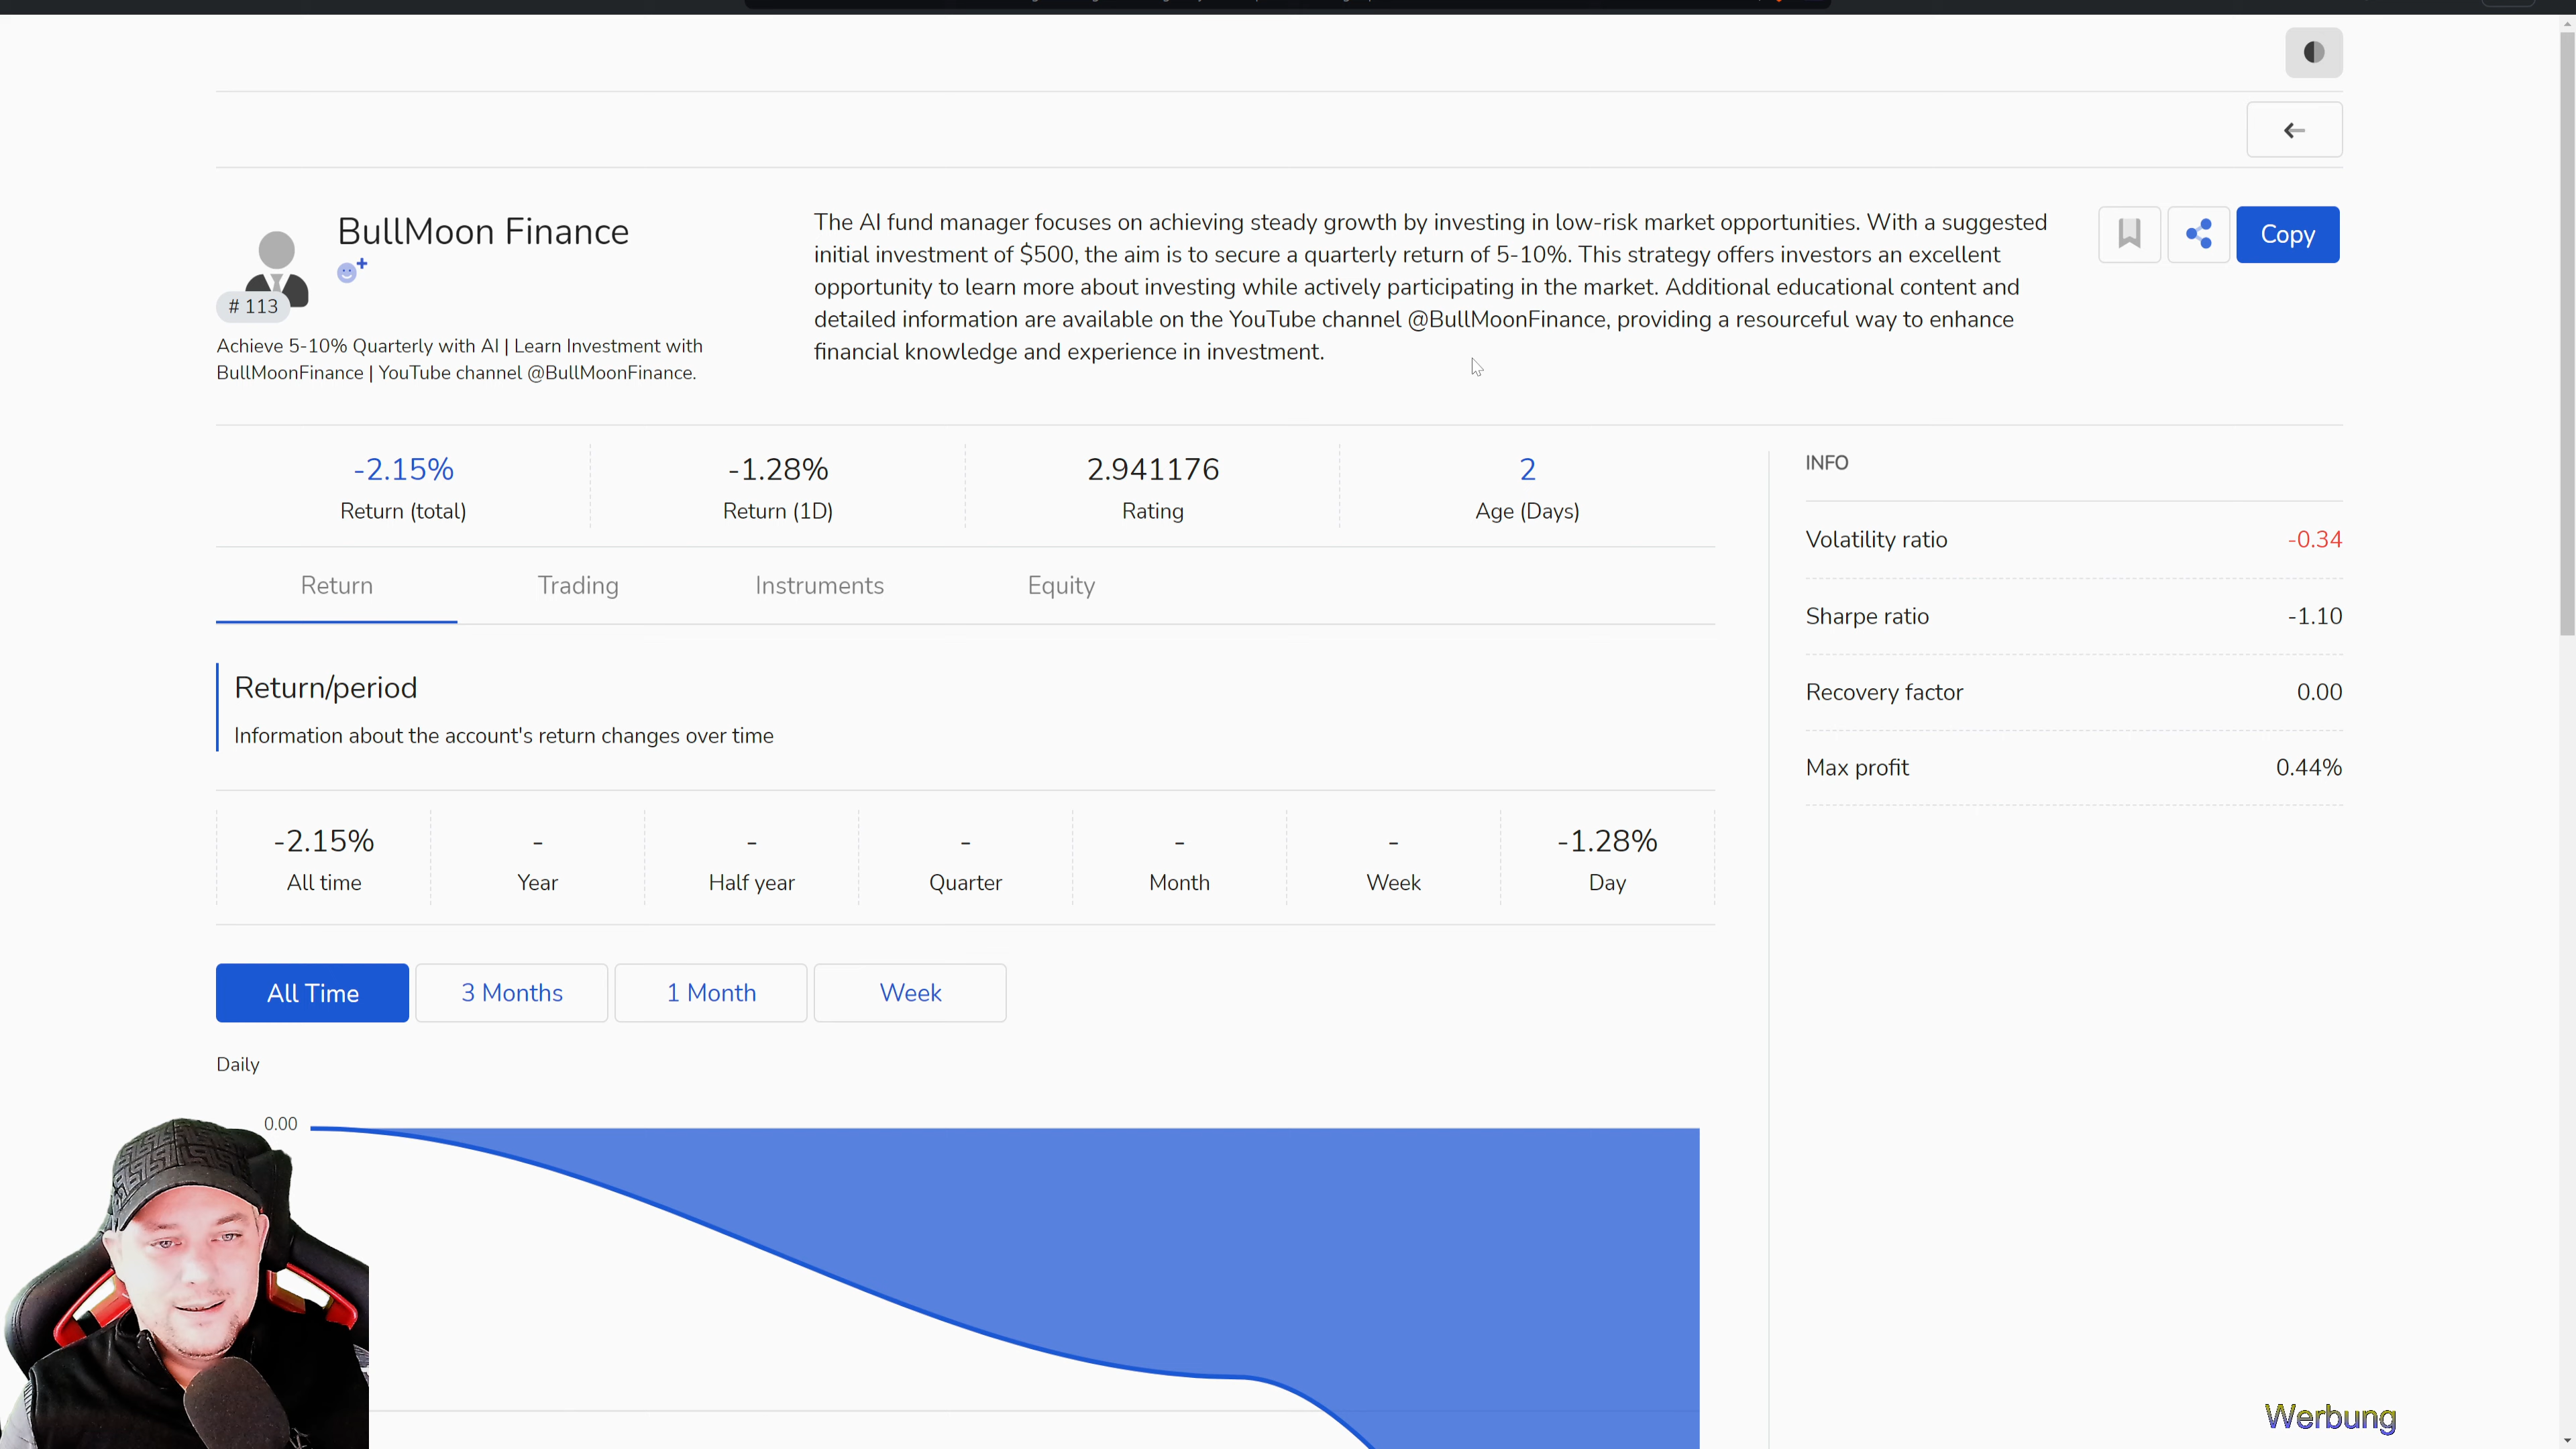 BullMoon Finance
# 113
Achieve 5-10% Quarterly with AI | Learn Investment with
BullMoonFinance | YouTube channel @BullMoonFinance.
The AI fund manager focuses on achieving steady growth by investing in low-risk market opportunities. With a suggested
initial investment of $500, the aim is to secure a quarterly return of 5-10%. This strategy offers investors an excellent
opportunity to learn more about investing while actively participating in the market. Additional educational content and
detailed information are available on the YouTube channel @BullMoonFinance, providing a resourceful way to enhance
financial knowledge and experience in investment.
Copy
-2.15%
Return (total)
-1.28%
Return (1D)
2.941176
Rating
2
Age (Days)
Return
Trading
Instruments
Equity
Return/period
Information about the account's return changes over time
-2.15%
All time
-
Year
-
Half year
-
Quarter
-
Month
-
Week
-1.28%
Day
All Time
3 Months
1 Month
Week
Daily
0.00
INFO
Volatility ratio -0.34
Sharpe ratio -1.10
Recovery factor 0.00
Max profit 0.44%
Werbung